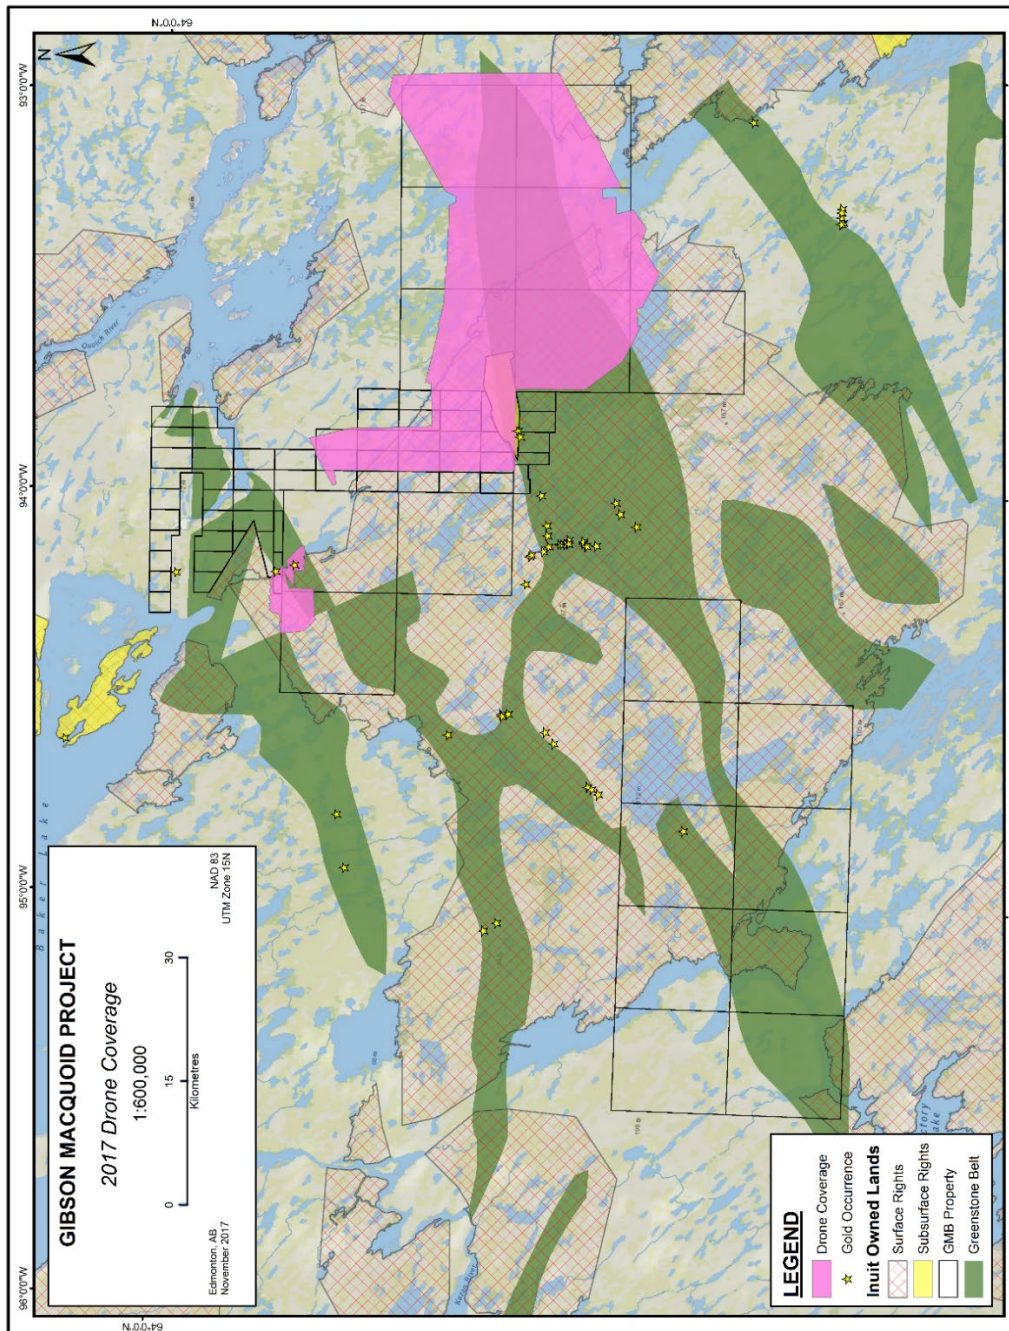 GIBSON MACQUOID PROJECT
2017 Drone Coverage
1:600,000
0 15 30
Kilometres
Edmonton, AB
November 2017
NAD 83
UTM Zone 15N
LEGEND
Drone Coverage
Gold Occurrence
Inuit Owned Lands
Surface Rights
Subsurface Rights
GMB Property
Greenstone Belt
96°0'0"W
95°0'0"W
94°0'0"W
93°0'0"W
64°0'0"N
64°0'0"N
N
Baker Lake
Quoich River